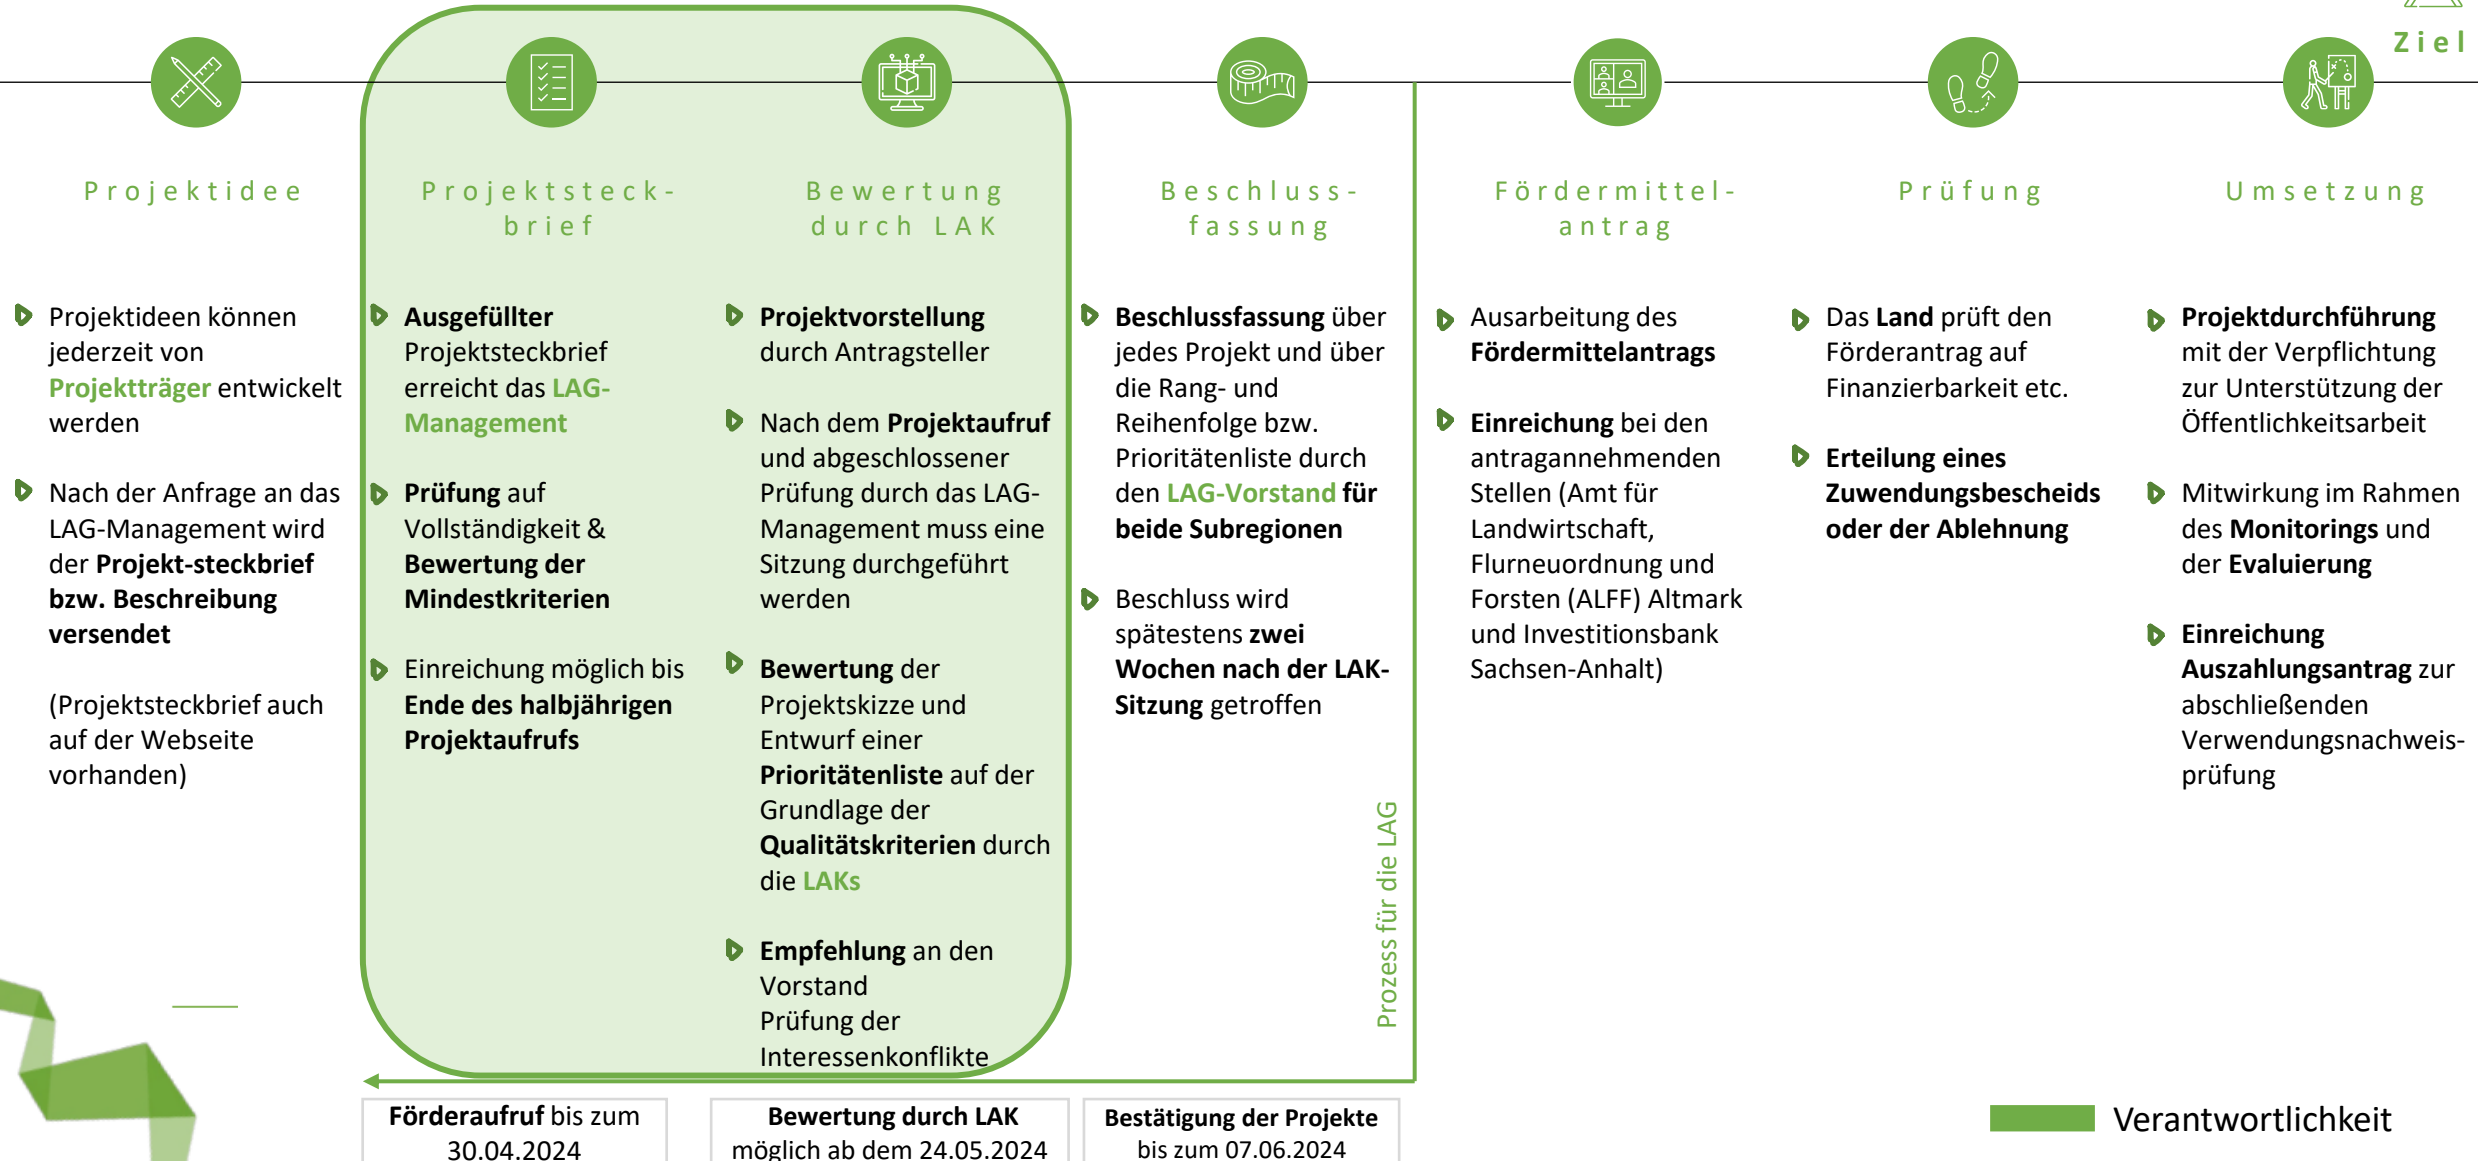 Ziel
Projektidee
Projektsteck-
brief
Bewertung
durch LAK
Beschluss-
fassung
Fördermittel-
antrag
Prüfung
Umsetzung
Projektideen können
jederzeit von
Projektträger entwickelt
werden
Nach der Anfrage an das
LAG-Management wird
der Projekt-steckbrief
bzw. Beschreibung
versendet
(Projektsteckbrief auch
auf der Webseite
vorhanden)
Ausgefüllter
Projektsteckbrief
erreicht das LAG-
Management
Prüfung auf
Vollständigkeit &
Bewertung der
Mindestkriterien
Einreichung möglich bis
Ende des halbjährigen
Projektaufrufs
Projektvorstellung
durch Antragsteller
Nach dem Projektaufruf
und abgeschlossener
Prüfung durch das LAG-
Management muss eine
Sitzung durchgeführt
werden
Bewertung der
Projektskizze und
Entwurf einer
Prioritätenliste auf der
Grundlage der
Qualitätskriterien durch
die LAKs
Empfehlung an den
Vorstand
Prüfung der
Interessenkonflikte
Beschlussfassung über
jedes Projekt und über
die Rang- und
Reihenfolge bzw.
Prioritätenliste durch
den LAG-Vorstand für
beide Subregionen
Beschluss wird
spätestens zwei
Wochen nach der LAK-
Sitzung getroffen
Prozess für die LAG
Ausarbeitung des
Fördermittelantrags
Einreichung bei den
antragannehmenden
Stellen (Amt für
Landwirtschaft,
Flurneuordnung und
Forsten (ALFF) Altmark
und Investitionsbank
Sachsen-Anhalt)
Das Land prüft den
Förderantrag auf
Finanzierbarkeit etc.
Erteilung eines
Zuwendungsbescheids
oder der Ablehnung
Projektdurchführung
mit der Verpflichtung
zur Unterstützung der
Öffentlichkeitsarbeit
Mitwirkung im Rahmen
des Monitorings und
der Evaluierung
Einreichung
Auszahlungsantrag zur
abschließenden
Verwendungsnachweis-
prüfung
Förderaufruf bis zum
30.04.2024
Bewertung durch LAK
möglich ab dem 24.05.2024
Bestätigung der Projekte
bis zum 07.06.2024
Verantwortlichkeit